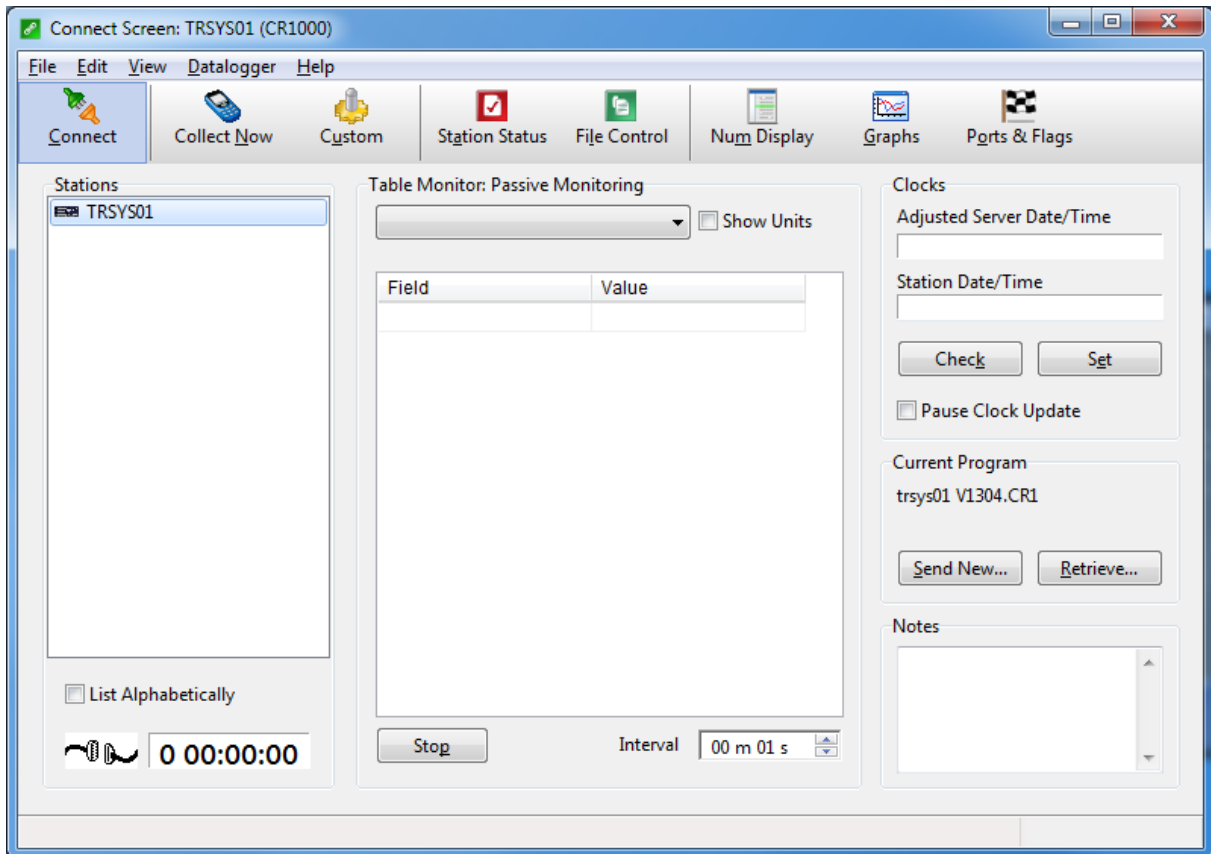 Connect Screen: TRSYS01 (CR1000)
File Edit View Datalogger Help
Connect Collect Now Custom Station Status File Control Num Display Graphs Ports & Flags
Stations
TRSYS01
List Alphabetically
0 00:00:00
Table Monitor: Passive Monitoring
Show Units
Field Value
Stop Interval 00 m 01 s
Clocks
Adjusted Server Date/Time
Station Date/Time
Check Set
Pause Clock Update
Current Program
trsys01 V1304.CR1
Send New... Retrieve...
Notes